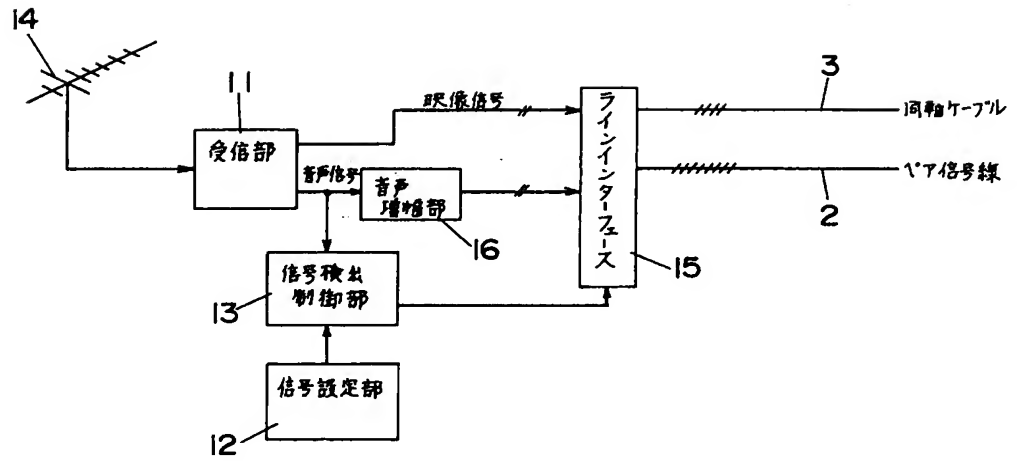 14
11
受信部
映像信号
音声信号
音声
増幅部
16
ラインインターフェース
15
3
同軸ケーブル
ペア信号線
2
信号検出
制御部
13
信号設定部
12